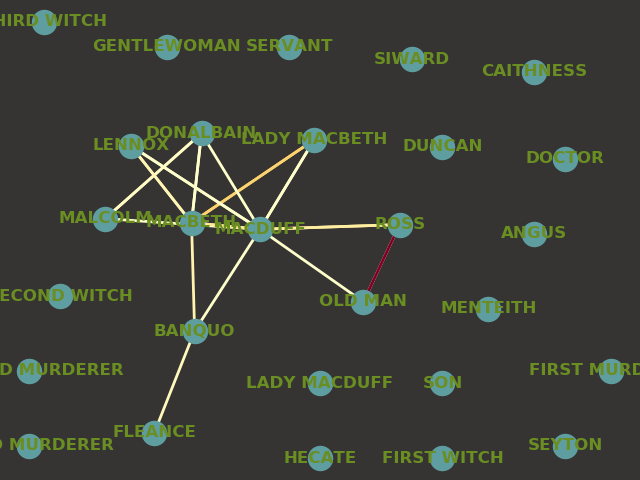 HIRD WITCH
GENTLEWOMAN
SERVANT
SIWARD
CAITHNESS
LENNOX
DONALBAIN
LADY MACBETH
DUNCAN
DOCTOR
MALCOLM
MACBETH
MACDUFF
ROSS
ANGUS
ECOND WITCH
OLD MAN
MENTEITH
BANQUO
D MURDERER
LADY MACDUFF
SON
FIRST MURD
FLEANCE
D MURDERER
HECATE
FIRST WITCH
SEYTON